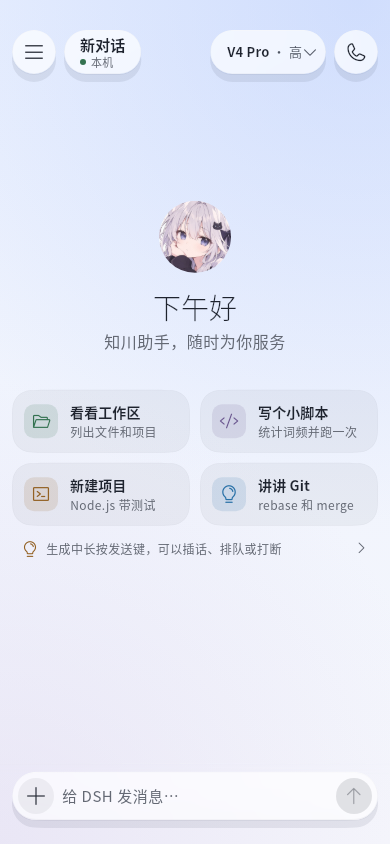 新对话
本机
V4 Pro · 高
下午好
知川助手，随时为你服务
看看工作区
列出文件和项目
写个小脚本
统计词频并跑一次
新建项目
Node.js 带测试
讲讲 Git
rebase 和 merge
生成中长按发送键，可以插话、排队或打断
给 DSH 发消息…